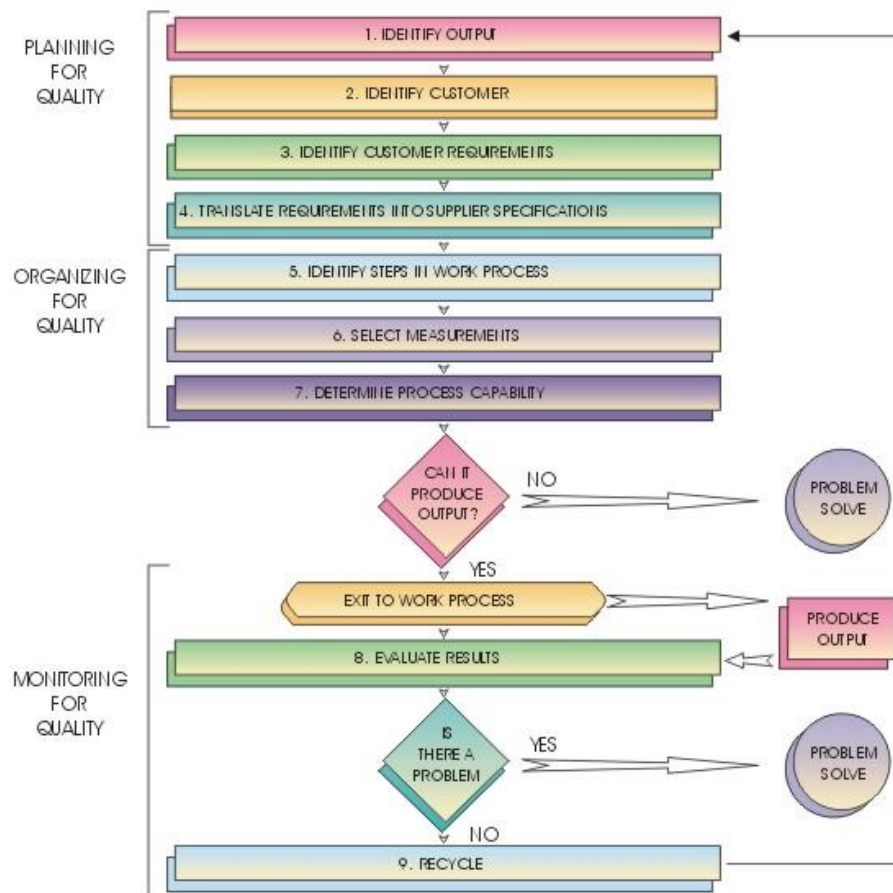 PLANNING
FOR
QUALITY
1. IDENTIFY OUTPUT
2. IDENTIFY CUSTOMER
3. IDENTIFY CUSTOMER REQUIREMENTS
4. TRANSLATE REQUIREMENTS INTO SUPPLIER SPECIFICATIONS
ORGANIZING
FOR
QUALITY
5. IDENTIFY STEPS IN WORK PROCESS
6. SELECT MEASUREMENTS
7. DETERMINE PROCESS CAPABILITY
CAN IT
PRODUCE
OUTPUT?
NO
PROBLEM
SOLVE
YES
MONITORING
FOR
QUALITY
EXIT TO WORK PROCESS
PRODUCE
OUTPUT
8. EVALUATE RESULTS
IS
THERE A
PROBLEM
YES
PROBLEM
SOLVE
NO
9. RECYCLE